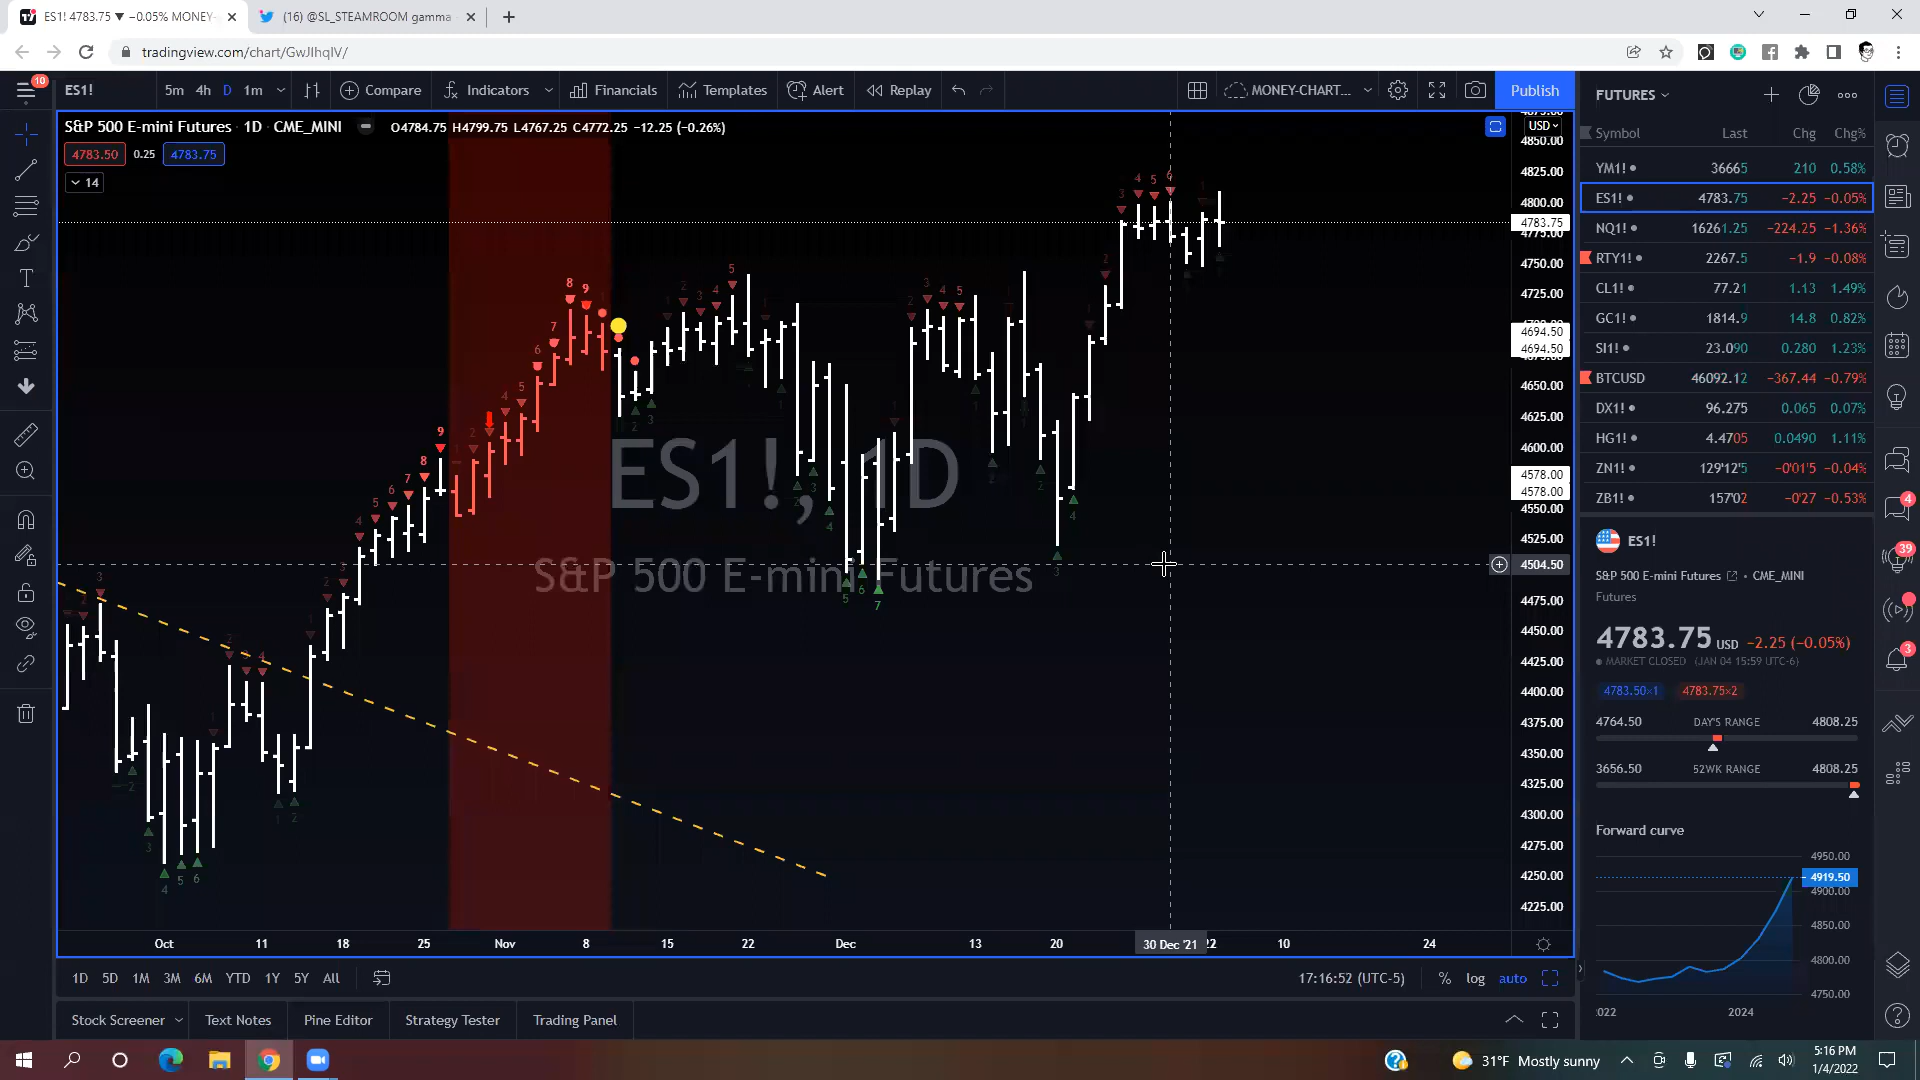 ES1! 4783.75 ▼ −0.05% MONEY-
(16) @SL_STEAMROOM gamma
tradingview.com/chart/GwJIhqIV/
10
ES1!
5m 4h D 1m
Compare
Indicators
Financials
Templates
Alert
Replay
MONEY-CHART...
Publish
S&P 500 E-mini Futures · 1D · CME_MINI
O4784.75 H4799.75 L4767.25 C4772.25 −12.25 (−0.26%)
4783.50 0.25 4783.75
14
ES1!, 1D
S&P 500 E-mini Futures
USD
4850.00
4825.00
4800.00
4783.75
4775.00
4750.00
4725.00
4694.50
4694.50
4650.00
4625.00
4600.00
4578.00
4578.00
4550.00
4525.00
4504.50
4475.00
4450.00
4425.00
4400.00
4375.00
4350.00
4325.00
4300.00
4275.00
4250.00
4225.00
Oct 11 18 25 Nov 8 15 22 Dec 13 20 30 Dec '21 10 24
1D 5D 1M 3M 6M YTD 1Y 5Y All
17:16:52 (UTC-5) % log auto
Stock Screener Text Notes Pine Editor Strategy Tester Trading Panel
FUTURES
Symbol Last Chg Chg%
YM1! 36665 210 0.58%
ES1! 4783.75 −2.25 −0.05%
NQ1! 16261.25 −224.25 −1.36%
RTY1! 2267.5 −1.9 −0.08%
CL1! 77.21 1.13 1.49%
GC1! 1814.9 14.8 0.82%
SI1! 23.090 0.280 1.23%
BTCUSD 46092.12 −367.44 −0.79%
DX1! 96.275 0.065 0.07%
HG1! 4.4705 0.0490 1.11%
ZN1! 129'12'5 −0'01'5 −0.04%
ZB1! 157'02 −0'27 −0.53%
ES1!
S&P 500 E-mini Futures • CME_MINI
Futures
4783.75 USD −2.25 (−0.05%)
MARKET CLOSED (JAN 04 15:59 UTC-6)
4783.50×1 4783.75×2
4764.50 DAY'S RANGE 4808.25
3656.50 52WK RANGE 4808.25
Forward curve
4950.00
4919.50
4900.00
4850.00
4800.00
4750.00
2024
4
39
3
31°F Mostly sunny
5:16 PM
1/4/2022